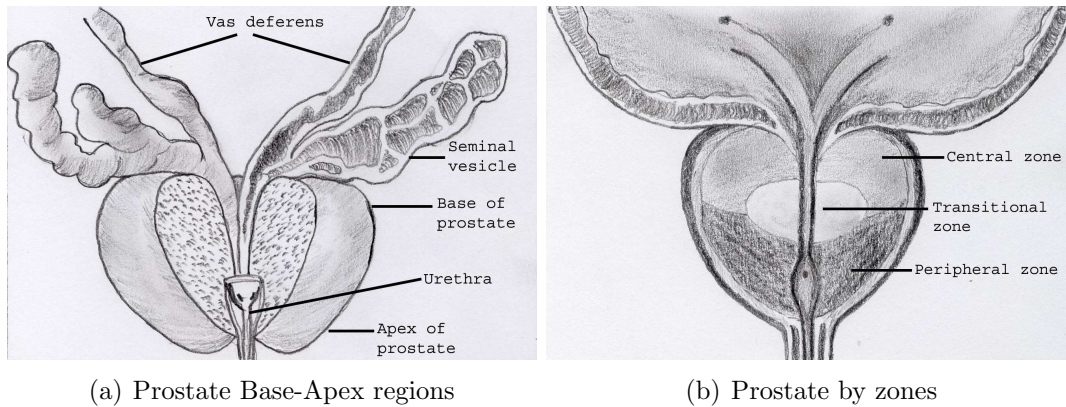 Vas deferens
Seminal
vesicle
Base of
prostate
Urethra
Apex of
prostate
(a) Prostate Base-Apex regions
Central zone
Transitional
zone
Peripheral zone
(b) Prostate by zones